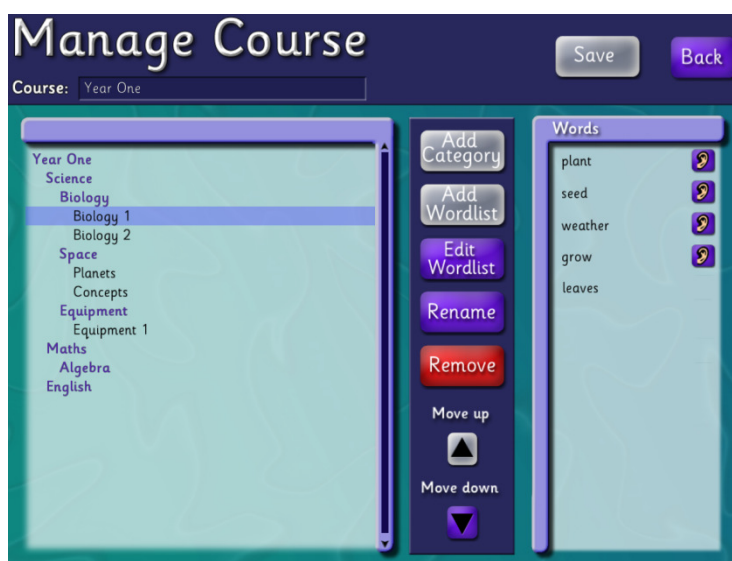 Manage Course
Save
Back
Course: Year One
Year One
Science
Biology
Biology 1
Biology 2
Space
Planets
Concepts
Equipment
Equipment 1
Maths
Algebra
English
Add
Category
Add
Wordlist
Edit
Wordlist
Rename
Remove
Move up
Move down
Words
plant
seed
weather
grow
leaves